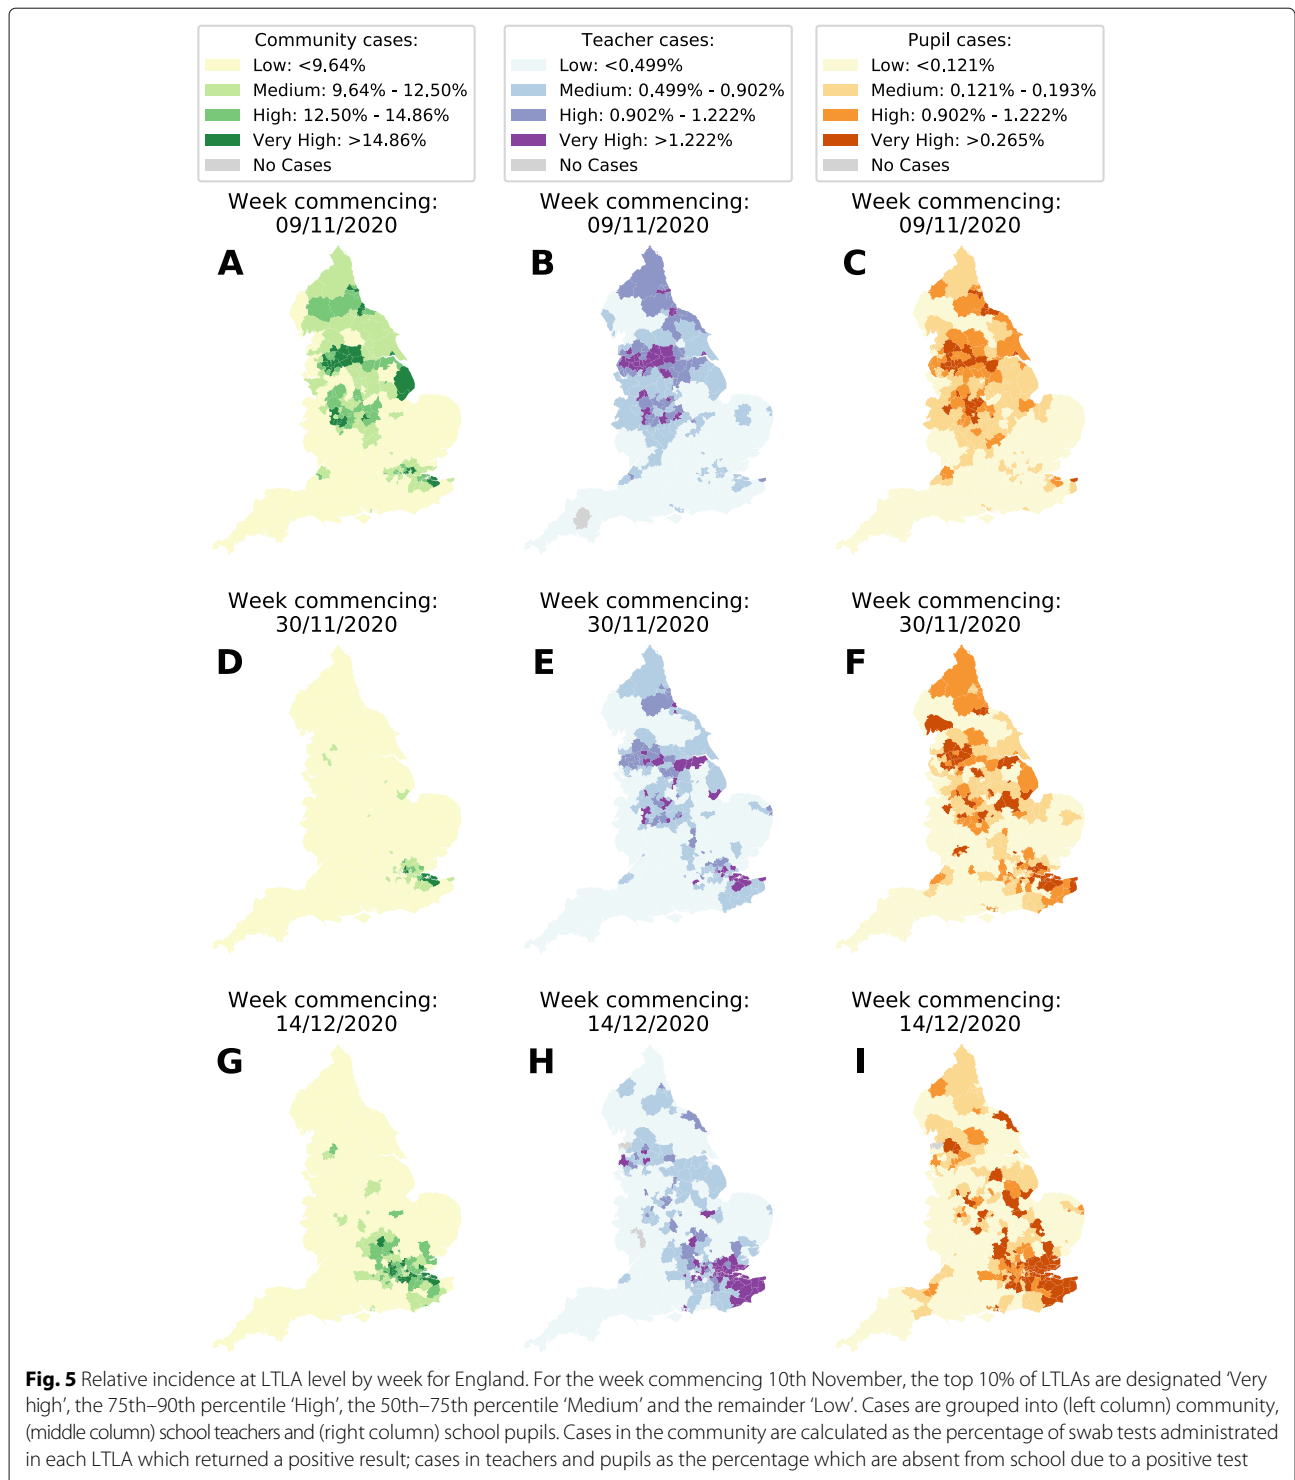 Community cases:
Low: <9.64%
Medium: 9.64% - 12.50%
High: 12.50% - 14.86%
Very High: >14.86%
No Cases
Teacher cases:
Low: <0.499%
Medium: 0.499% - 0.902%
High: 0.902% - 1.222%
Very High: >1.222%
No Cases
Pupil cases:
Low: <0.121%
Medium: 0.121% - 0.193%
High: 0.902% - 1.222%
Very High: >0.265%
No Cases
Week commencing:
09/11/2020
A
Week commencing:
09/11/2020
B
Week commencing:
09/11/2020
C
Week commencing:
30/11/2020
D
Week commencing:
30/11/2020
E
Week commencing:
30/11/2020
F
Week commencing:
14/12/2020
G
Week commencing:
14/12/2020
H
Week commencing:
14/12/2020
I
Fig. 5 Relative incidence at LTLA level by week for England. For the week commencing 10th November, the top 10% of LTLAs are designated ‘Very
high’, the 75th–90th percentile ‘High’, the 50th–75th percentile ‘Medium’ and the remainder ‘Low’. Cases are grouped into (left column) community,
(middle column) school teachers and (right column) school pupils. Cases in the community are calculated as the percentage of swab tests administrated
in each LTLA which returned a positive result; cases in teachers and pupils as the percentage which are absent from school due to a positive test